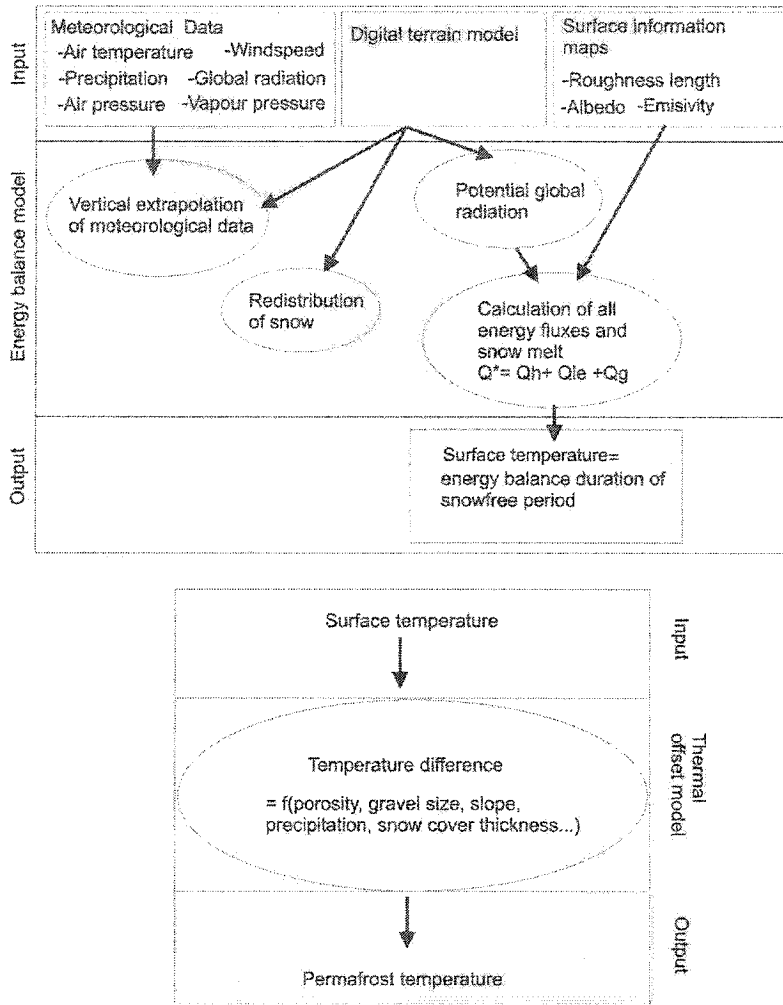 Input
Meteorological Data
-Air temperature -Windspeed
-Precipitation -Global radiation
-Air pressure -Vapour pressure
Digital terrain model
Surface information
maps
-Roughness length
-Albedo -Emisivity
Energy balance model
Vertical extrapolation
of meteorological data
Potential global
radiation
Redistribution
of snow
Calculation of all
energy fluxes and
snow melt
Q*= Qh+ Qle +Qg
Output
Surface temperature=
energy balance duration of
snowfree period
Surface temperature
Input
Temperature difference
= f(porosity, gravel size, slope,
precipitation, snow cover thickness...)
Thermal
offset model
Permafrost temperature
Output